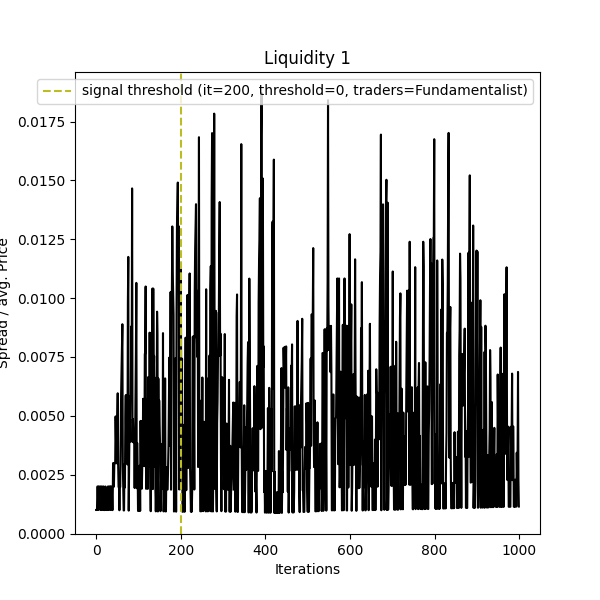 Liquidity 1
signal threshold (it=200, threshold=0, traders=Fundamentalist)
0.0175
0.0150
0.0125
0.0100
0.0075
0.0050
0.0025
0.0000
Spread / avg. Price
0 200 400 600 800 1000
Iterations